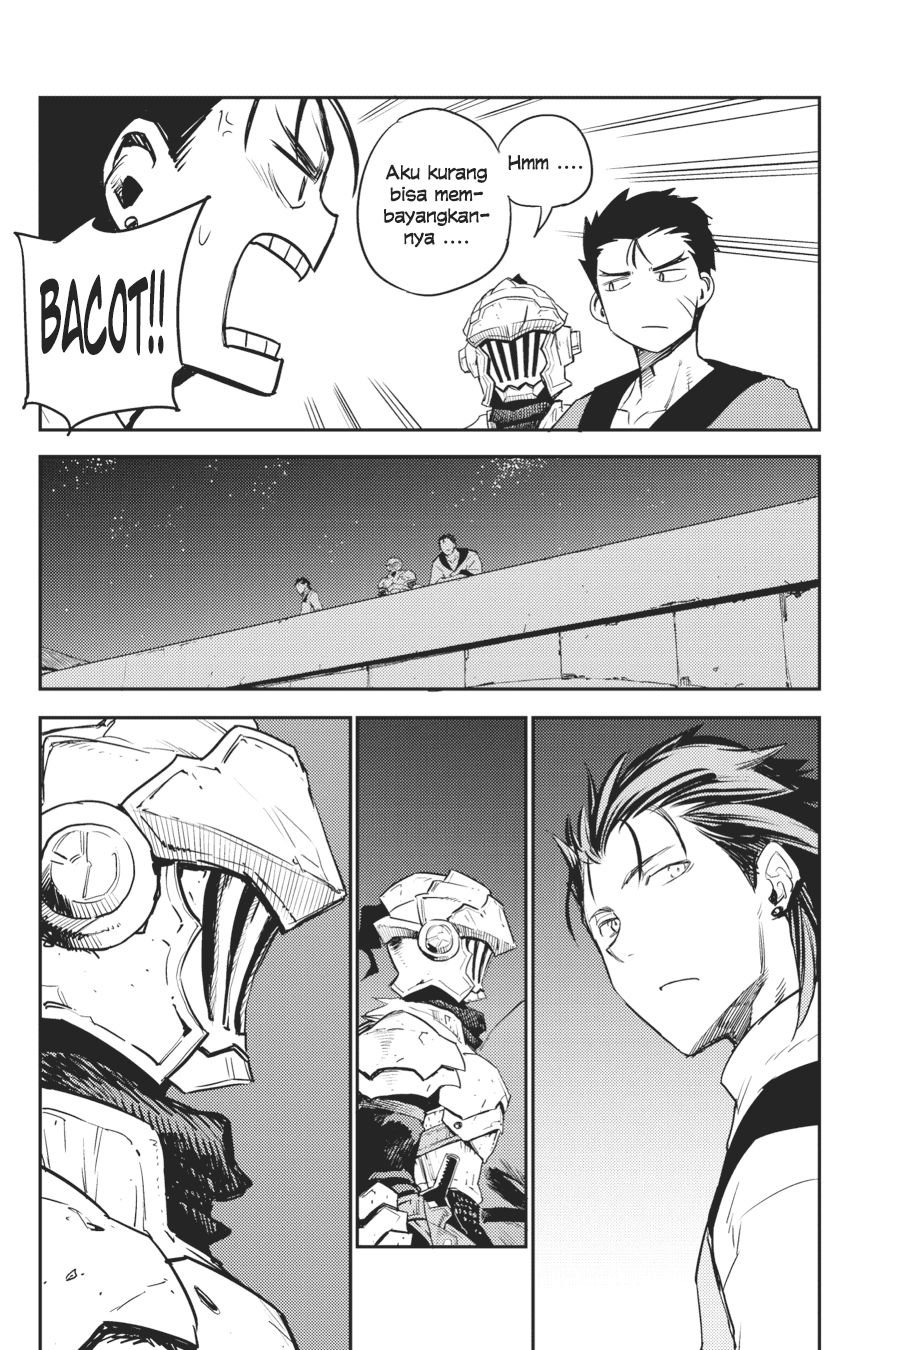 Hmm ....
Aku kurang
bisa mem-
bayangkan-
nya ....
BACOT!!